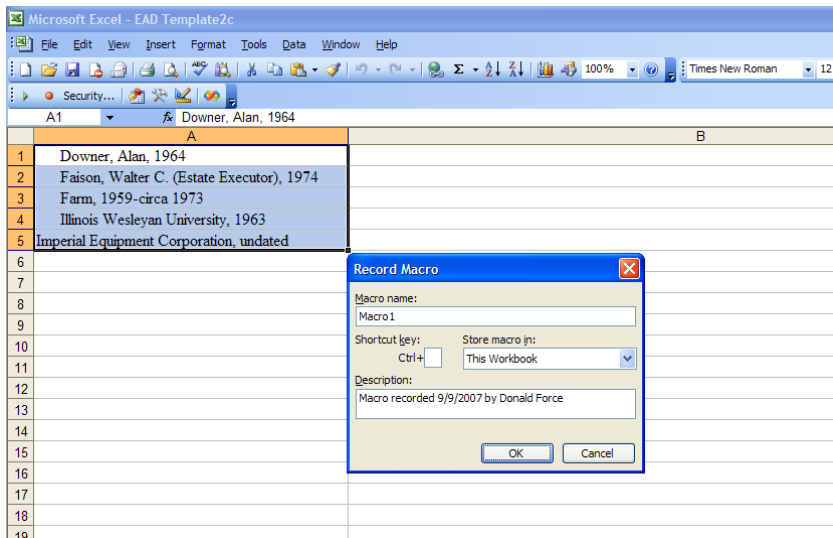 Microsoft Excel - EAD Template2c
File Edit View Insert Format Tools Data Window Help
100% Times New Roman 12
Security...
A1 fx Downer, Alan, 1964
A B
1 Downer, Alan, 1964
2 Faison, Walter C. (Estate Executor), 1974
3 Farm, 1959-circa 1973
4 Illinois Wesleyan University, 1963
5 Imperial Equipment Corporation, undated
6
7
8
9
10
11
12
13
14
15
16
17
18
19
Record Macro
Macro name:
Macro1
Shortcut key: Store macro in:
Ctrl+ This Workbook
Description:
Macro recorded 9/9/2007 by Donald Force
OK Cancel